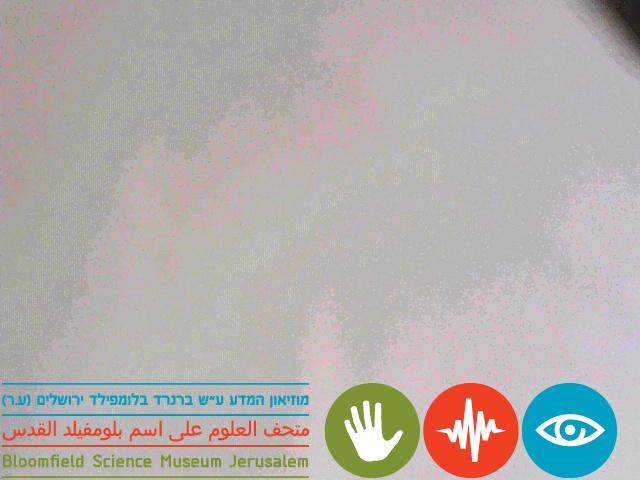 מוזיאון המדע ע״ש ברנרד בלומפילד ירושלים (ע.ר)
متحف العلوم على اسم بلومفيلد القدس
Bloomfield Science Museum Jerusalem